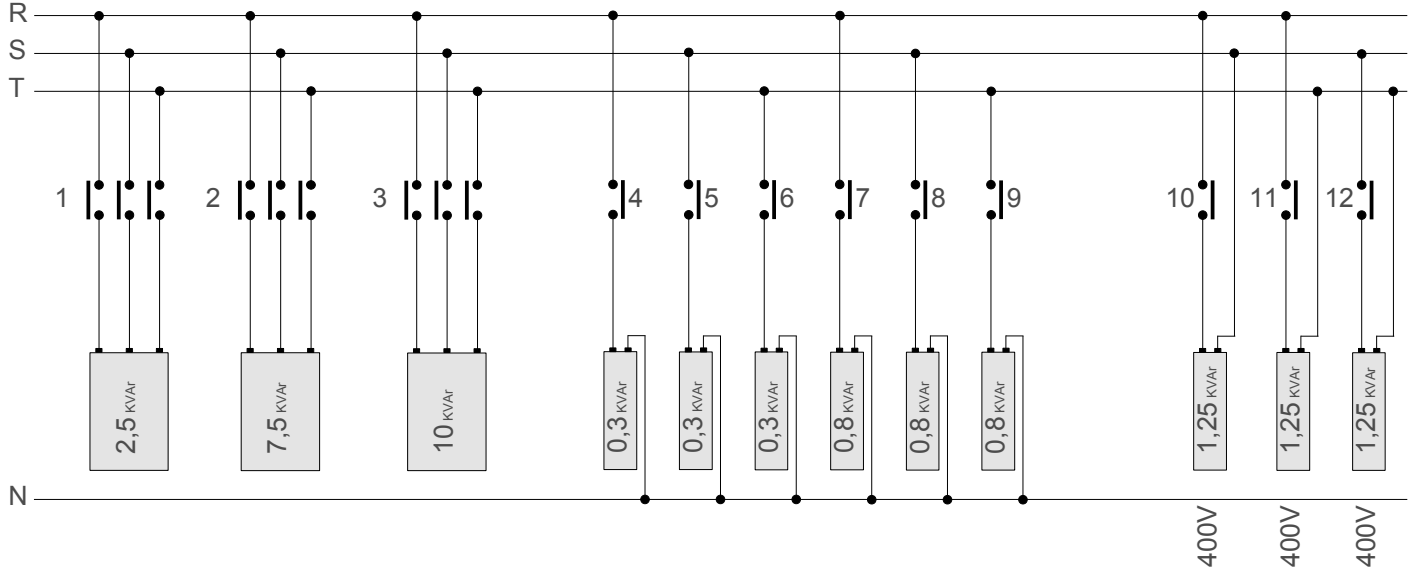 R
S
T
1
2
3
4
5
6
7
8
9
10
11
12
2,5 KVAr
7,5 KVAr
10 KVAr
0,3 KVAr
0,3 KVAr
0,3 KVAr
0,8 KVAr
0,8 KVAr
0,8 KVAr
1,25 KVAr
1,25 KVAr
1,25 KVAr
N
400V
400V
400V